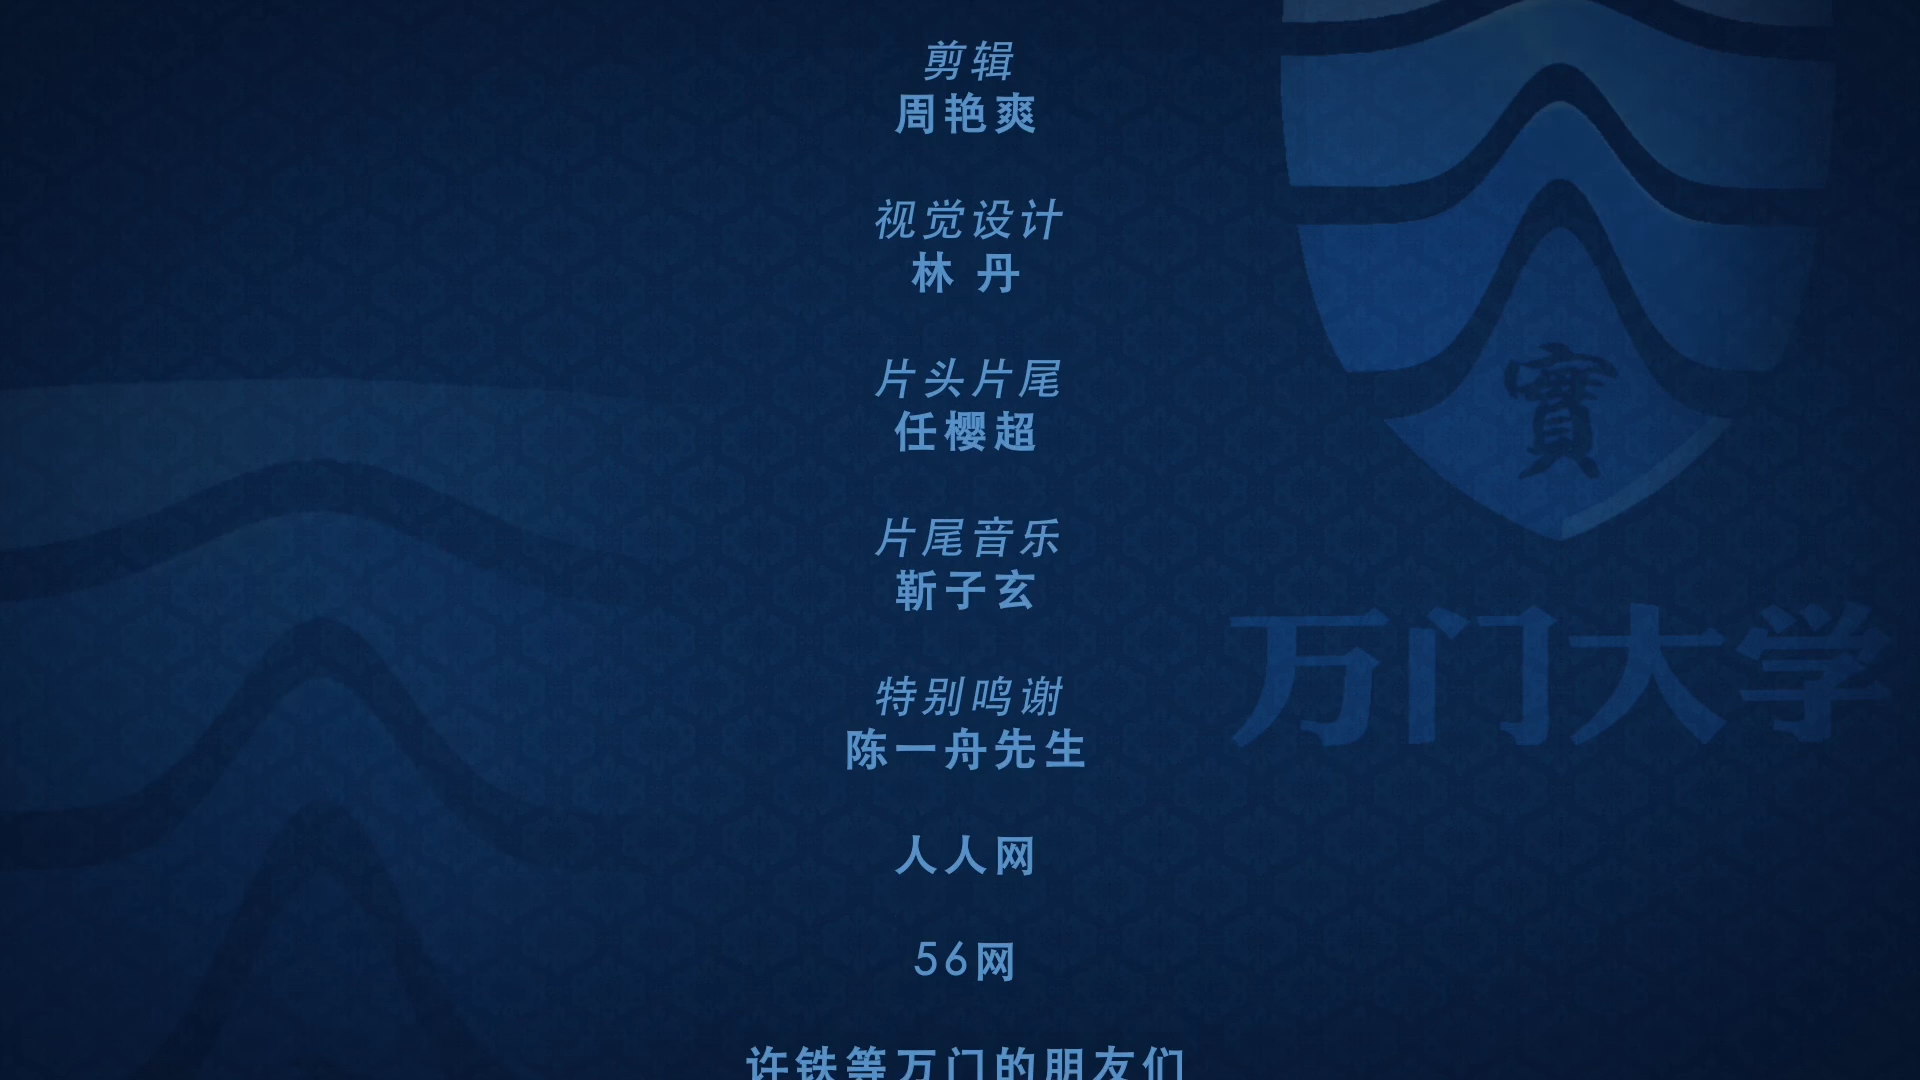 剪辑
周艳爽
视觉设计
林 丹
片头片尾
任樱超
片尾音乐
靳子玄
特别鸣谢
陈一舟先生
人人网
56网
许铁等万门的朋友们
實
万门大学